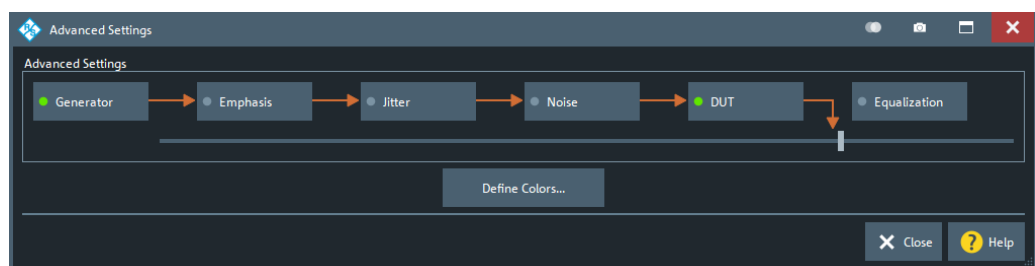 Advanced Settings
Advanced Settings
Generator
Emphasis
Jitter
Noise
DUT
Equalization
Define Colors...
Close
? Help